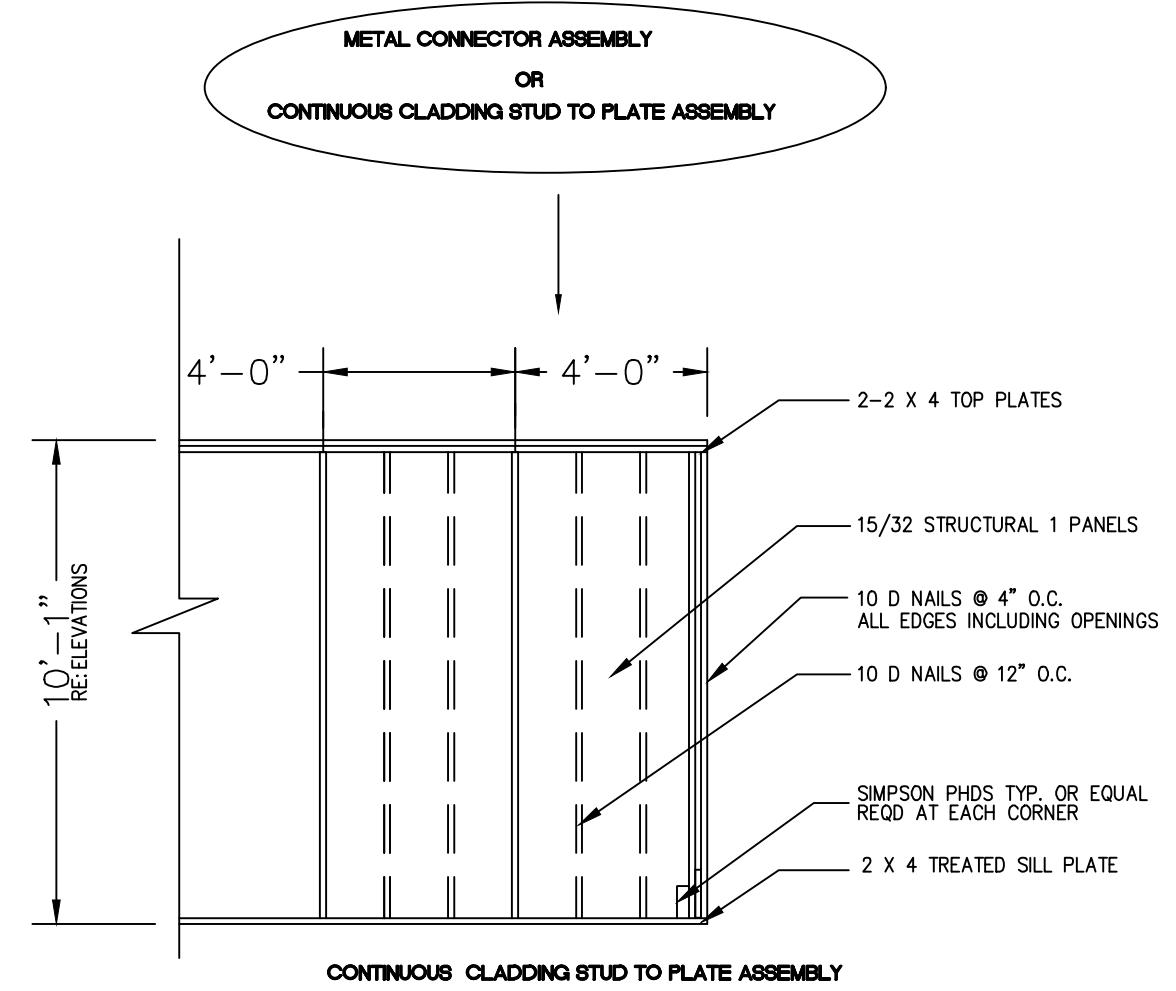 METAL CONNECTOR ASSEMBLY
OR
CONTINUOUS CLADDING STUD TO PLATE ASSEMBLY
4'-0"
4'-0"
2-2 X 4 TOP PLATES
15/32 STRUCTURAL 1 PANELS
10 D NAILS @ 4" O.C.
ALL EDGES INCLUDING OPENINGS
10 D NAILS @ 12" O.C.
10'-1"
RE: ELEVATIONS
SIMPSON PHDS TYP. OR EQUAL
REQD AT EACH CORNER
2 X 4 TREATED SILL PLATE
CONTINUOUS CLADDING STUD TO PLATE ASSEMBLY